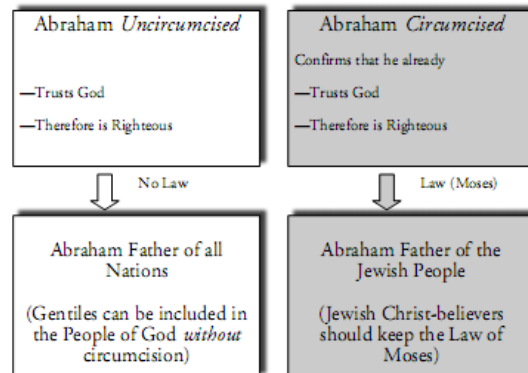 Abraham Uncircumcised
—Trusts God
—Therefore is Righteous
No Law
Abraham Father of all
Nations
(Gentiles can be included in
the People of God without
circumcision)
Abraham Circumcised
Confirms that he already
—Trusts God
—Therefore is Righteous
Law (Moses)
Abraham Father of the
Jewish People
(Jewish Christ-believers
should keep the Law of
Moses)